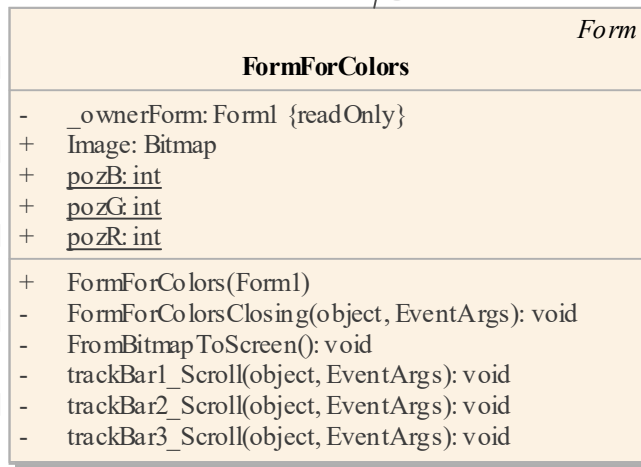 Form
FormForColors
- _ownerForm: Form1 {readOnly}
+ Image: Bitmap
+ pozB: int
+ pozG: int
+ pozR: int
+ FormForColors(Form1)
- FormForColorsClosing(object, EventArgs): void
- FromBitmapToScreen(): void
- trackBar1_Scroll(object, EventArgs): void
- trackBar2_Scroll(object, EventArgs): void
- trackBar3_Scroll(object, EventArgs): void